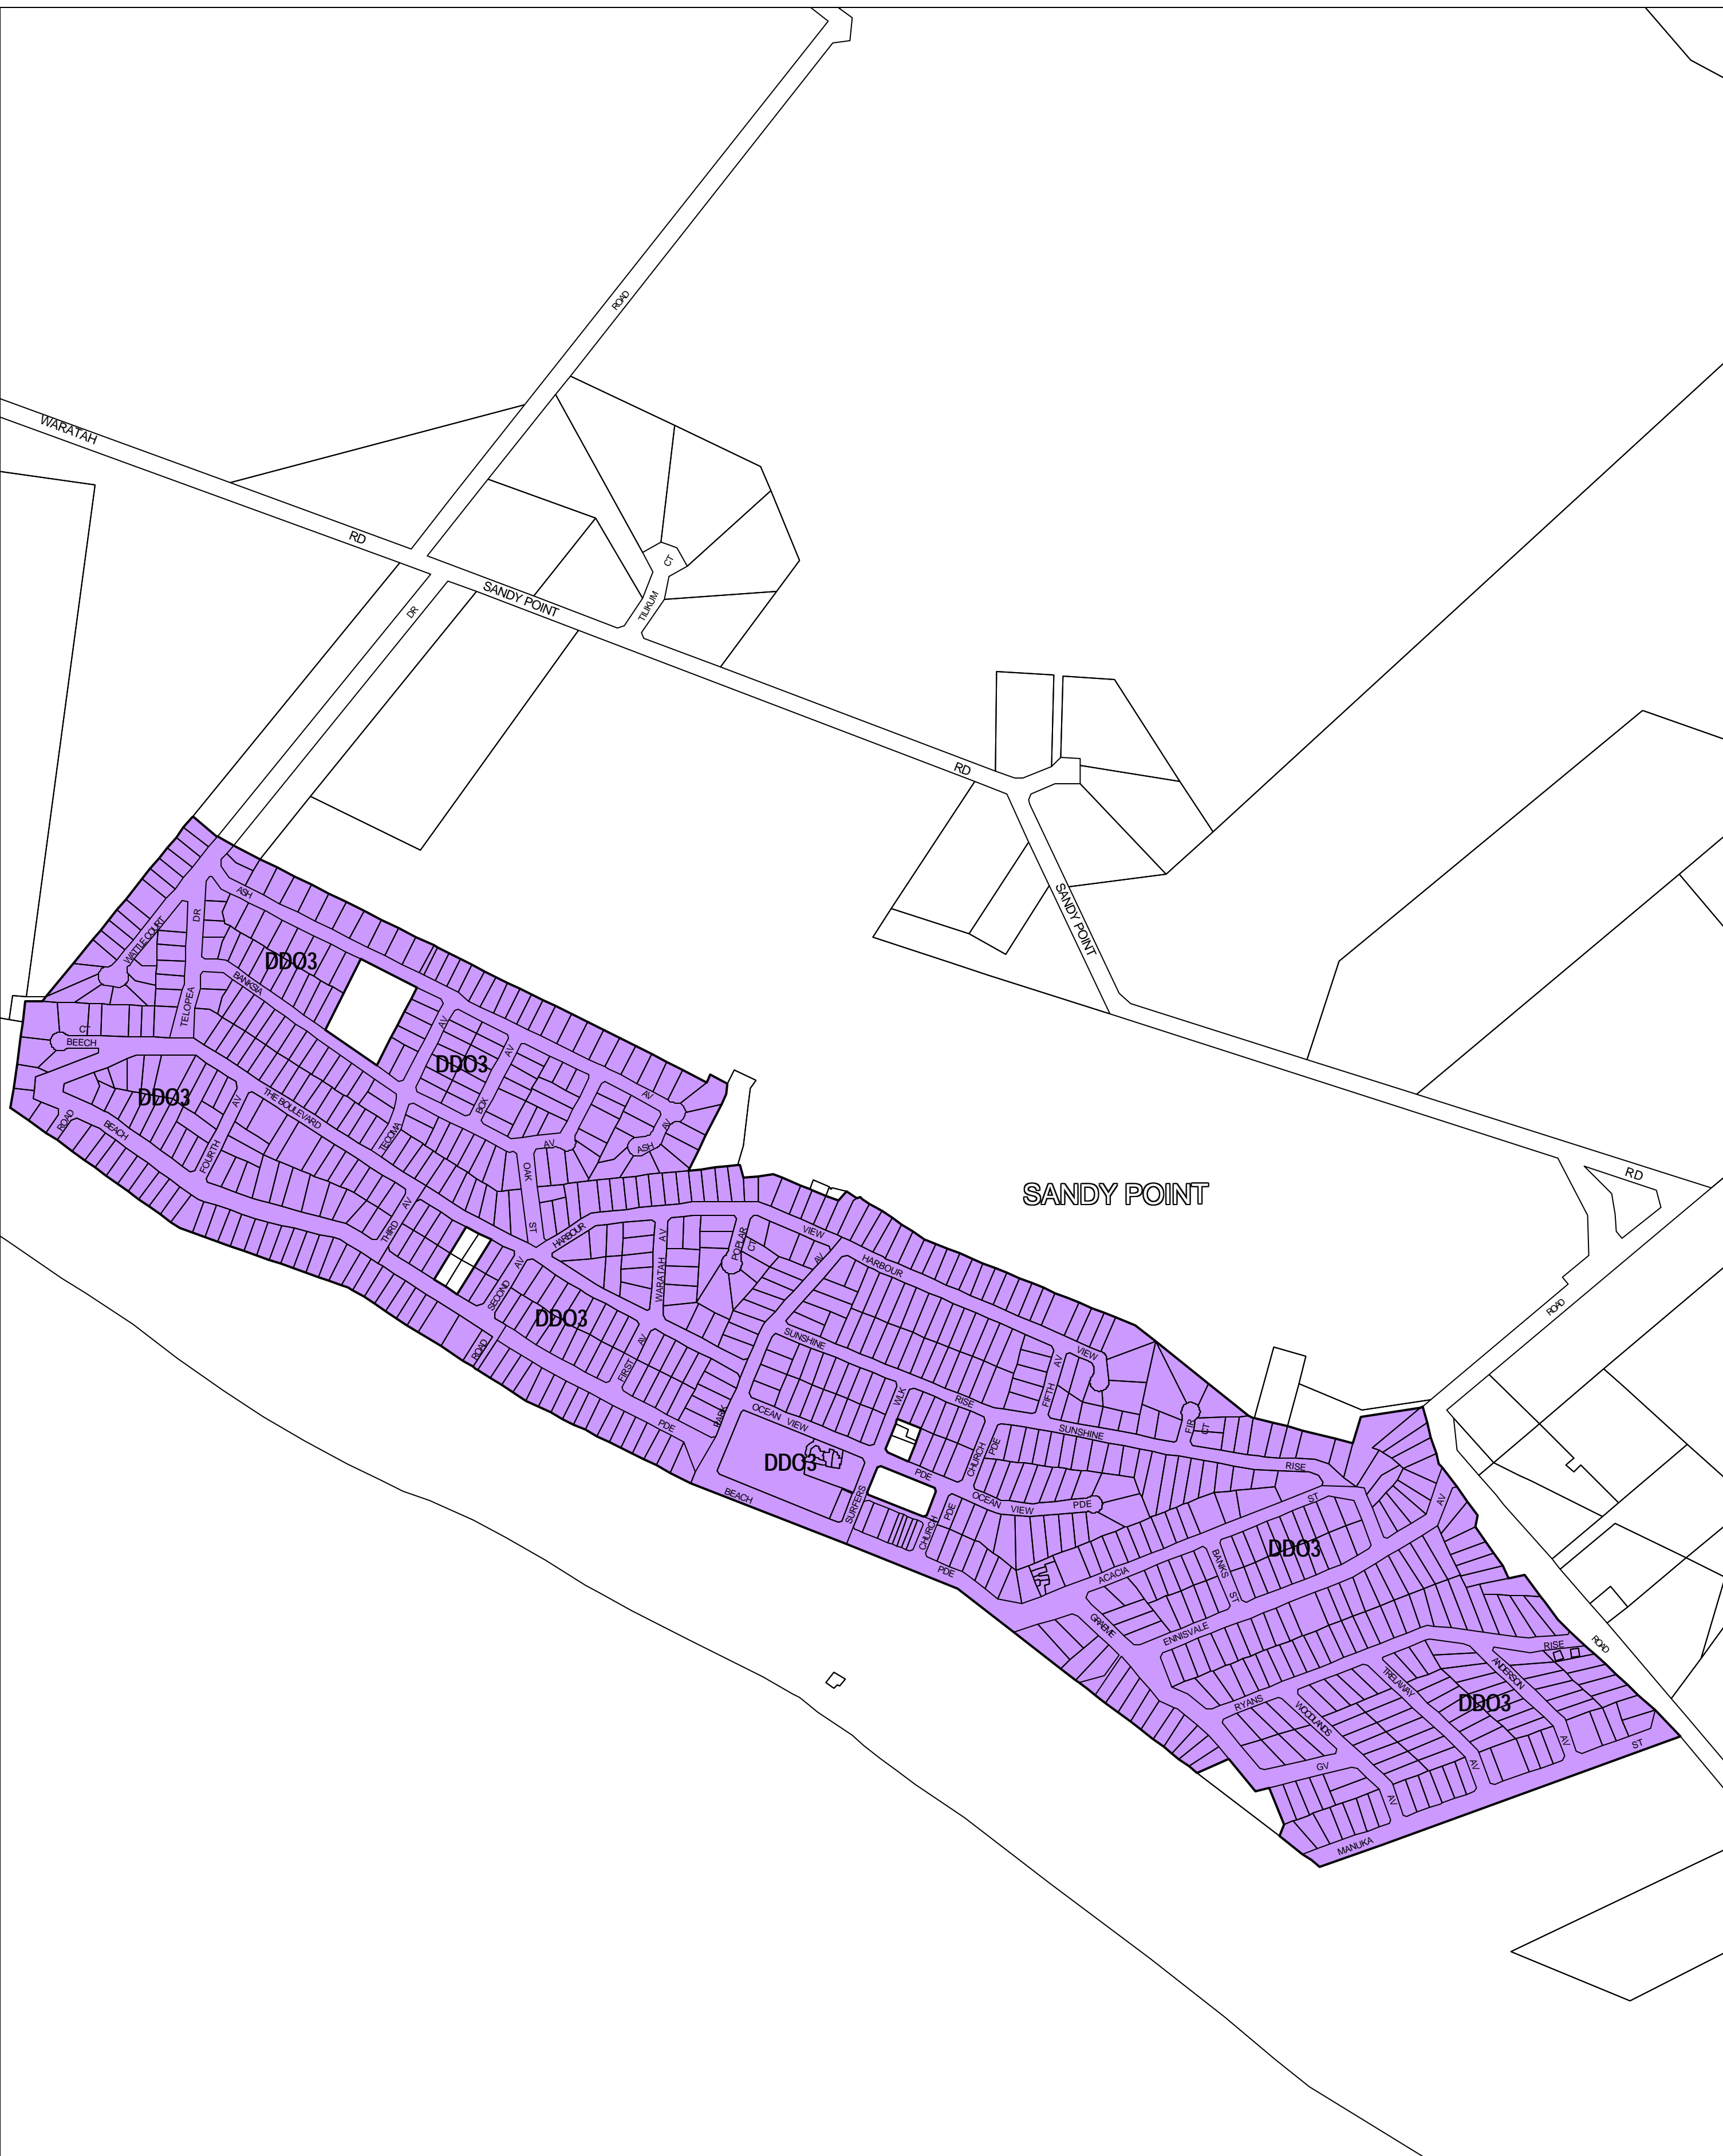 ROAD
WARATAH
RD
SANDY POINT
CT
TILIKUM
DR
RD
SANDY POINT
ASH
DR
WATTLE COURT
DDO3
BANKSIA
TELOPEA
AV
CT
BEECH
AV
DDO3
DDO3
AV
THE BOULEVARD
BOX
AV
ROAD
BEACH
TECOMA
AV
ASH
AV
FOURTH
OAK
RD
SANDY POINT
AV
THIRD
ST
HARBOUR
AV
POPLAR
CT
VIEW
AV
HARBOUR
AV
WARATAH
SECOND
ROAD
DDO3
SUNSHINE
ROAD
AV
FIRST
VIEW
AV
FIFTH
WLK
RISE
PARK
OCEAN VIEW
PDE
SUNSHINE
FIR
CT
DDO3
PDE
CHURCH
PDE
RISE
BEACH
SURFERS
OCEAN
VIEW
PDE
ST
AV
PDE
CHURCH
DDO3
PDE
BANKS
ST
ACACIA
GRAEME
ENNISVALE
RISE
ROAD
ANDERSON
TRELAWAY
RYANS
WOODLANDS
DDO3
AV
ST
GV
AV
AV
MANUKA